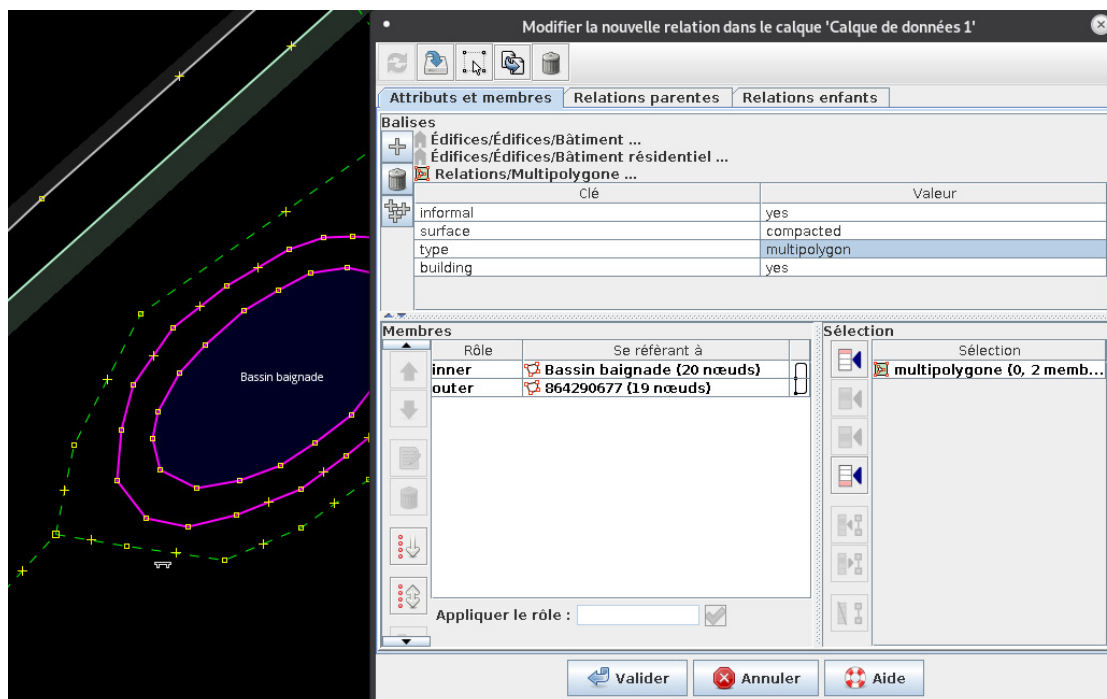 Modifier la nouvelle relation dans le calque 'Calque de données 1'
Attributs et membres Relations parentes Relations enfants
Balises
Édifices/Édifices/Bâtiment ...
Édifices/Édifices/Bâtiment résidentiel ...
Relations/Multipolygone ...
Clé Valeur
informal yes
surface compacted
type multipolygon
building yes
Membres
Rôle Se réfèrant à
inner Bassin baignade (20 nœuds)
outer 864290677 (19 nœuds)
Appliquer le rôle :
Sélection
Sélection
multipolygone (0, 2 memb...
Bassin baignade
Valider Annuler Aide